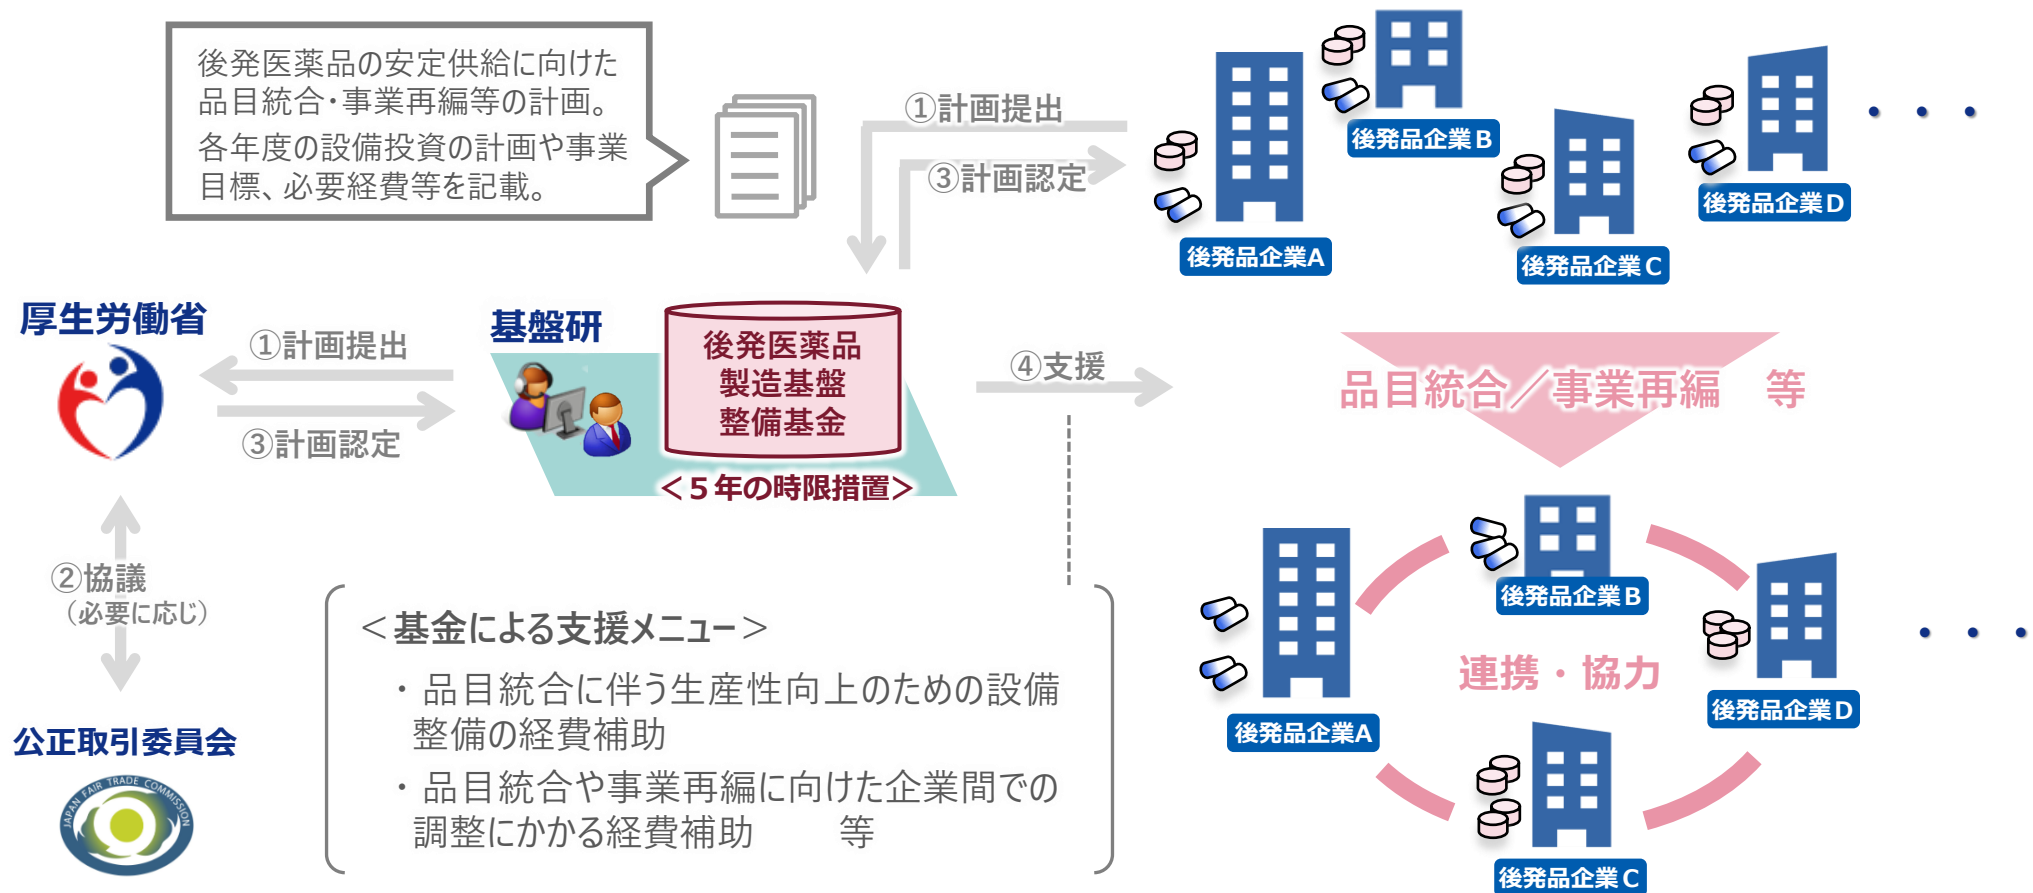 後発医薬品の安定供給に向けた
品目統合・事業再編等の計画。
各年度の設備投資の計画や事業
目標、必要経費等を記載。
①計画提出
③計画認定
後発品企業A
後発品企業B
後発品企業C
後発品企業D
・・・
厚生労働省
①計画提出
③計画認定
基盤研
後発医薬品
製造基盤
整備基金
＜５年の時限措置＞
④支援
品目統合／事業再編　等
②協議
（必要に応じ）
公正取引委員会
JAPAN FAIR TRADE COMMISSION
＜基金による支援メニュー＞
・品目統合に伴う生産性向上のための設備
整備の経費補助
・品目統合や事業再編に向けた企業間での
調整にかかる経費補助　　等
後発品企業A
後発品企業B
後発品企業D
・・・
連携・協力
後発品企業C